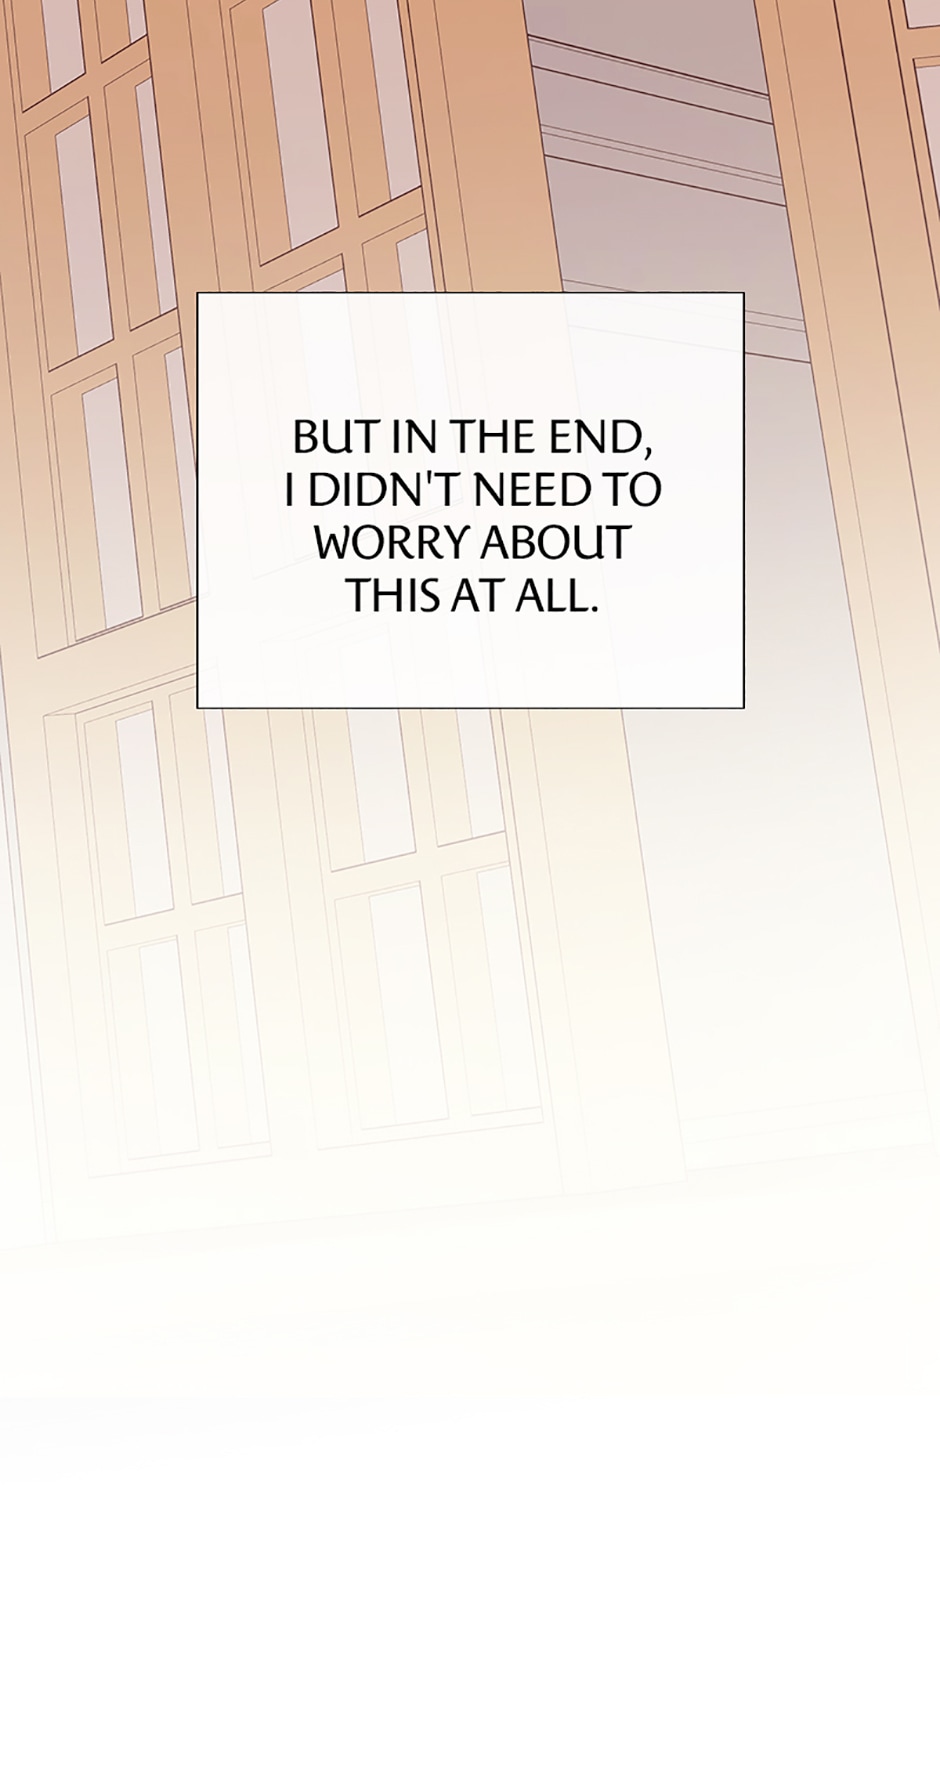 BUT IN THE END,
I DIDN'T NEED TO
WORRY ABOUT
THIS AT ALL.